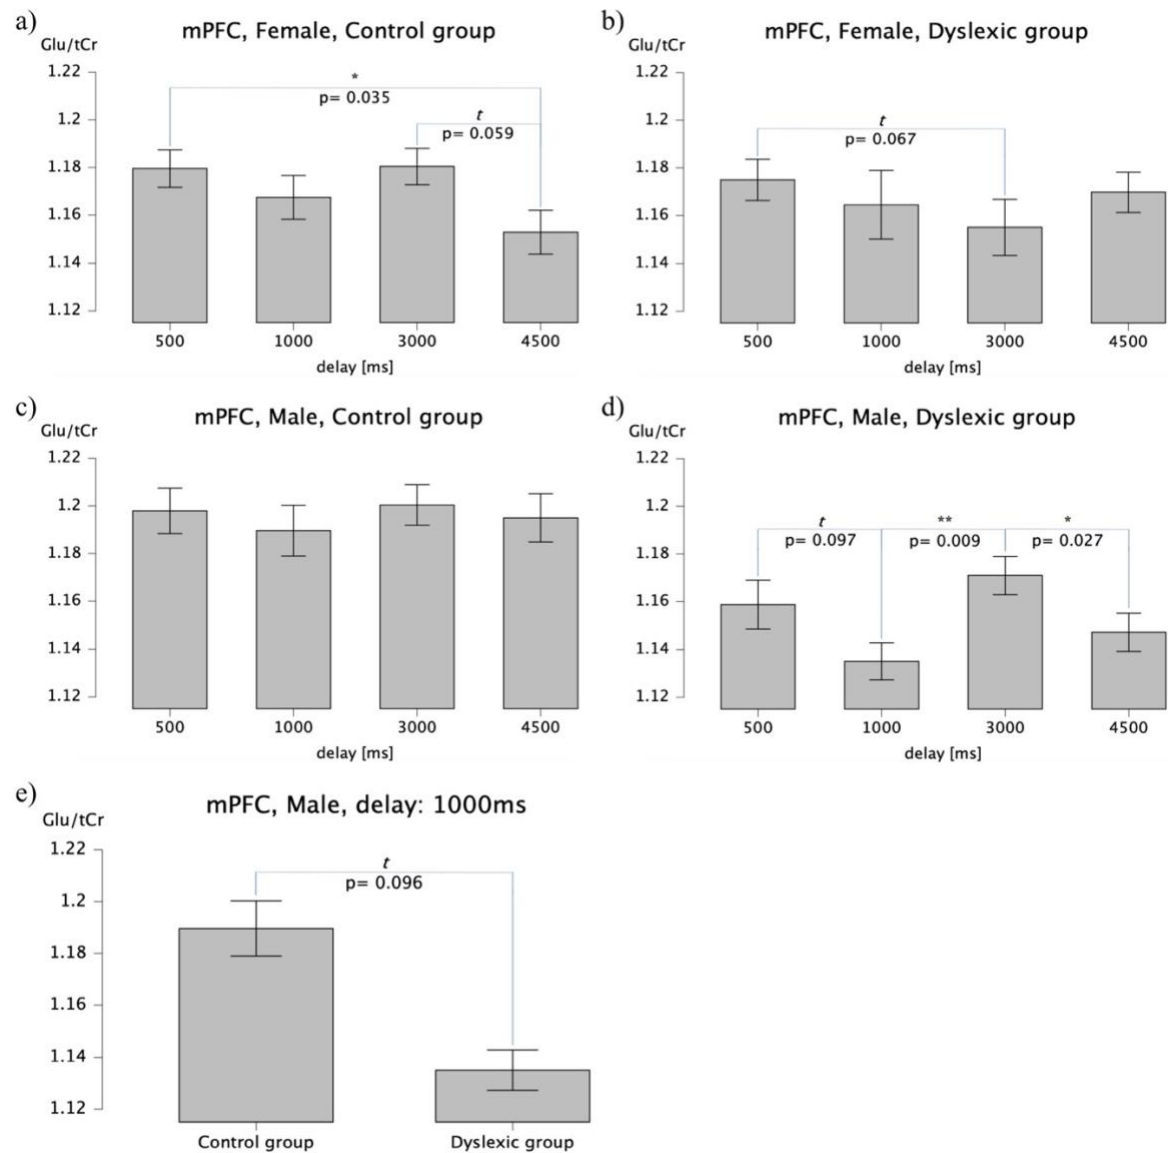 a)
mPFC, Female, Control group
Glu/tCr
1.22
1.2
1.18
1.16
1.14
1.12
*
p= 0.035
t
p= 0.059
500 1000 3000 4500
delay [ms]
b)
mPFC, Female, Dyslexic group
Glu/tCr
1.22
1.2
1.18
1.16
1.14
1.12
t
p= 0.067
500 1000 3000 4500
delay [ms]
c)
mPFC, Male, Control group
Glu/tCr
1.22
1.2
1.18
1.16
1.14
1.12
500 1000 3000 4500
delay [ms]
d)
mPFC, Male, Dyslexic group
Glu/tCr
1.22
1.2
1.18
1.16
1.14
1.12
t ** *
p= 0.097 p= 0.009 p= 0.027
500 1000 3000 4500
delay [ms]
e)
mPFC, Male, delay: 1000ms
Glu/tCr
1.22
1.2
1.18
1.16
1.14
1.12
t
p= 0.096
Control group Dyslexic group